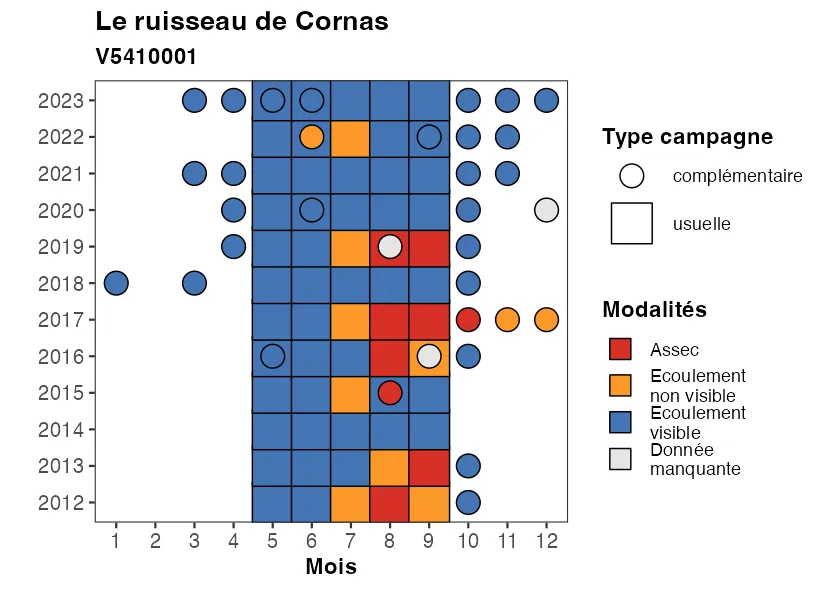 Le ruisseau de Cornas
V5410001
2023
2022
2021
2020
2019
2018
2017
2016
2015
2014
2013
2012
1 2 3 4 5 6 7 8 9 10 11 12
Mois
Type campagne
complémentaire
usuelle
Modalités
Assec
Ecoulement
non visible
Ecoulement
visible
Donnée
manquante